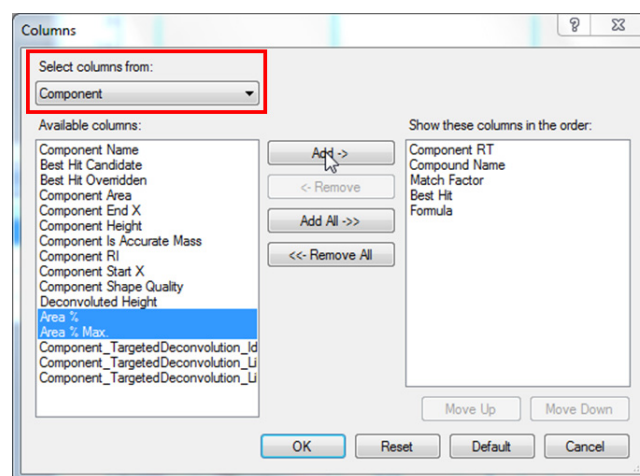 Columns
Select columns from:
Component
Available columns:
Component Name
Best Hit Candidate
Best Hit Overridden
Component Area
Component End X
Component Height
Component Is Accurate Mass
Component RI
Component Start X
Component Shape Quality
Deconvoluted Height
Area %
Area % Max.
Component_TargetedDeconvolution_Id
Component_TargetedDeconvolution_Li
Component_TargetedDeconvolution_Li
Add ->
<- Remove
Add All ->>
<<- Remove All
Show these columns in the order:
Component RT
Compound Name
Match Factor
Best Hit
Formula
Move Up
Move Down
OK
Reset
Default
Cancel